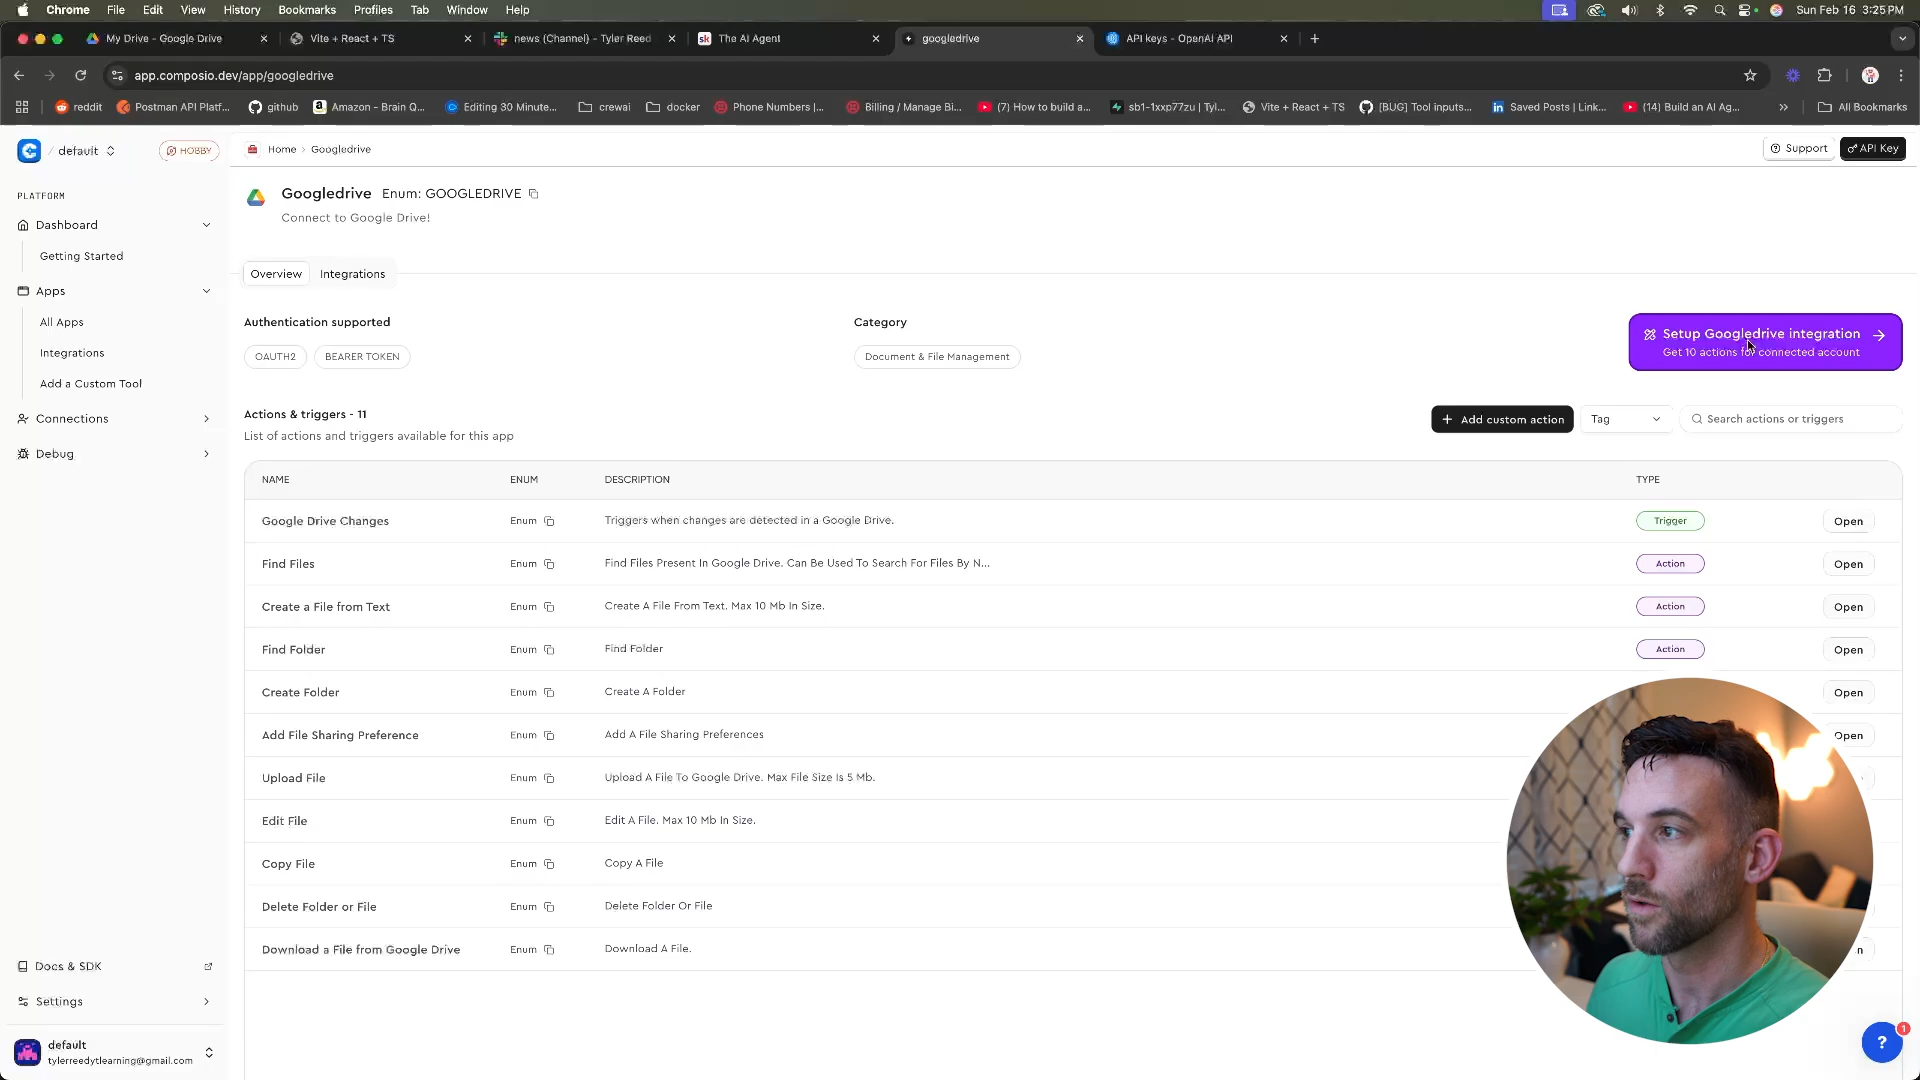 Chrome File Edit View History Bookmarks Profiles Tab Window Help
Sun Feb 16 3:25 PM
My Drive - Google Drive
Vite + React + TS
news (Channel) - Tyler Reed
sk The AI Agent
googledrive
API keys - OpenAI API
app.composio.dev/app/googledrive
reddit
Postman API Platf...
github
Amazon - Brain Q...
Editing 30 Minute...
crewai
docker
Phone Numbers |...
Billing / Manage Bi...
(7) How to build a...
sb1-1xxp77zu | Tyl...
Vite + React + TS
[BUG] Tool inputs...
Saved Posts | Link...
(14) Build an AI Ag...
All Bookmarks
/ default
HOBBY
Home › Googledrive
Support
API Key
PLATFORM
Dashboard
Getting Started
Apps
All Apps
Integrations
Add a Custom Tool
Connections
Debug
Docs & SDK
Settings
default
tylerreedytlearning@gmail.com
Googledrive Enum: GOOGLEDRIVE
Connect to Google Drive!
Overview Integrations
Authentication supported
OAUTH2 BEARER TOKEN
Category
Document & File Management
Setup Googledrive integration
Get 10 actions for connected account
Actions & triggers - 11
List of actions and triggers available for this app
+ Add custom action
Tag
Search actions or triggers
NAME ENUM DESCRIPTION TYPE
Google Drive Changes Enum Triggers when changes are detected in a Google Drive. Trigger Open
Find Files Enum Find Files Present In Google Drive. Can Be Used To Search For Files By N... Action Open
Create a File from Text Enum Create A File From Text. Max 10 Mb In Size. Action Open
Find Folder Enum Find Folder Action Open
Create Folder Enum Create A Folder Open
Add File Sharing Preference Enum Add A File Sharing Preferences Open
Upload File Enum Upload A File To Google Drive. Max File Size Is 5 Mb.
Edit File Enum Edit A File. Max 10 Mb In Size.
Copy File Enum Copy A File
Delete Folder or File Enum Delete Folder Or File
Download a File from Google Drive Enum Download A File.
? 1